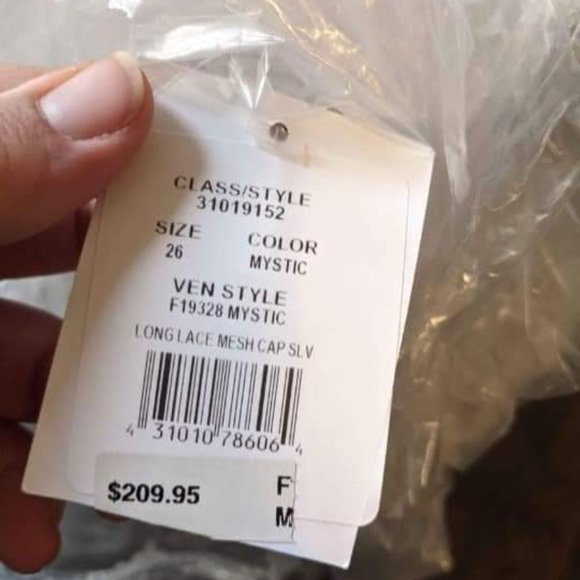 CLASS/STYLE
31019152
SIZE COLOR
26 MYSTIC
VEN STYLE
F19328 MYSTIC
LONG LACE MESH CAP SLV
4 31010 78606 4
$209.95 F
M